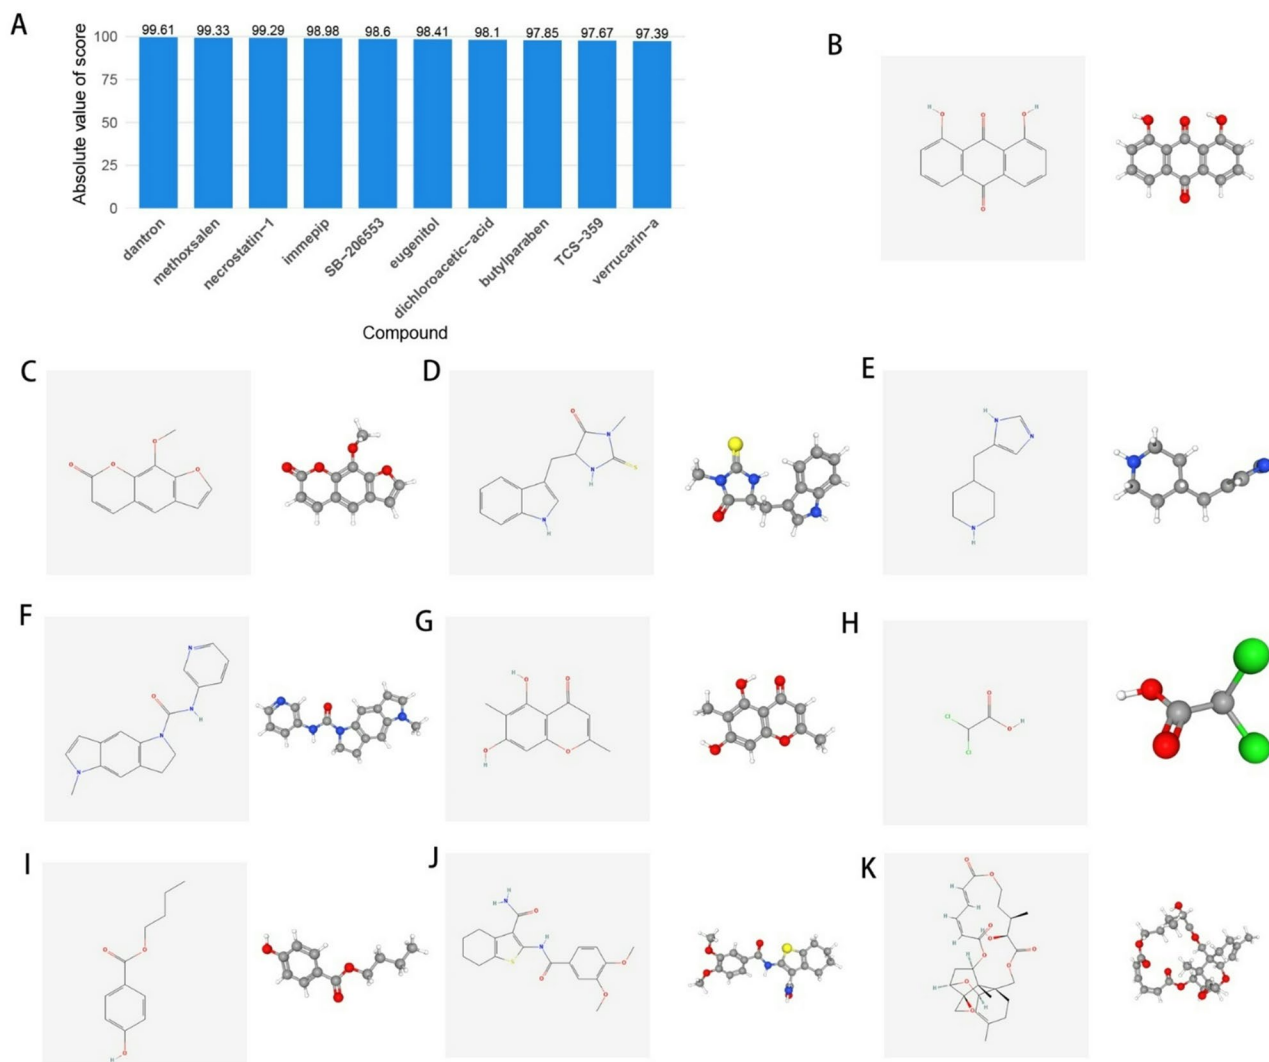 A
99.61 99.33 99.29 98.98 98.6 98.41 98.1 97.85 97.67 97.39
Absolute value of score
100
75
50
25
0
dantron
methoxsalen
necrostatin-1
immepip
SB-206553
eugenitol
dichloroacetic-acid
butylparaben
TCS-359
verrucarin-a
Compound
B
C
D
E
F
G
H
I
J
K